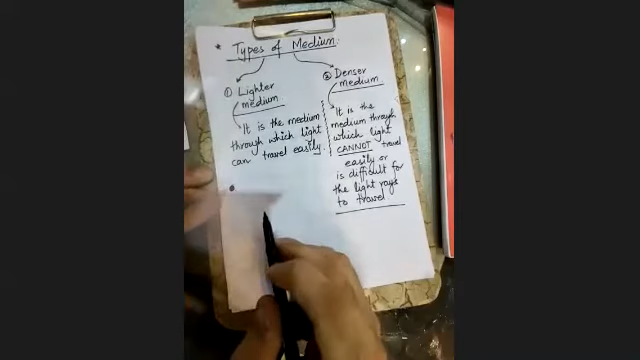 * Types of Medium:
① Lighter
medium
It is the medium
through which light
can travel easily.
② Denser
medium
It is the
medium through
which light
CANNOT travel
easily or
is difficult for
the light rays
to travel